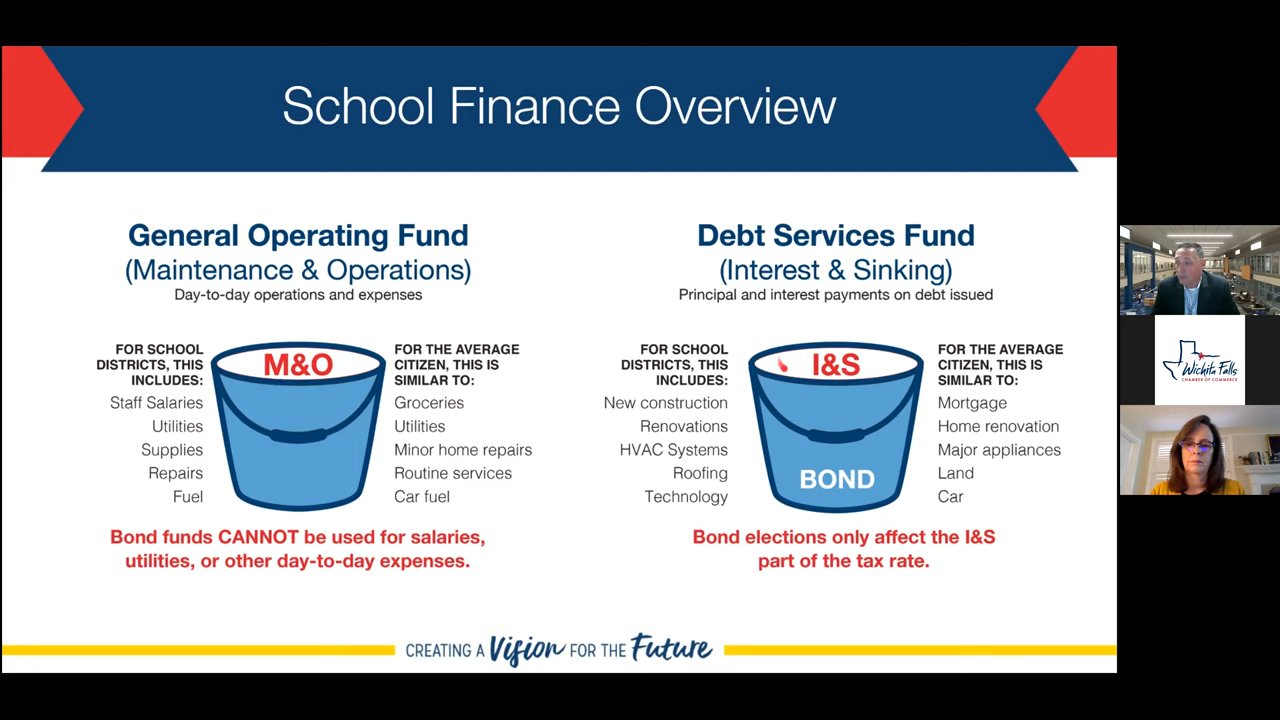 School Finance Overview
General Operating Fund
(Maintenance & Operations)
Day-to-day operations and expenses
FOR SCHOOL
DISTRICTS, THIS
INCLUDES:
Staff Salaries
Utilities
Supplies
Repairs
Fuel
M&O
FOR THE AVERAGE
CITIZEN, THIS IS
SIMILAR TO:
Groceries
Utilities
Minor home repairs
Routine services
Car fuel
Bond funds CANNOT be used for salaries,
utilities, or other day-to-day expenses.
Debt Services Fund
(Interest & Sinking)
Principal and interest payments on debt issued
FOR SCHOOL
DISTRICTS, THIS
INCLUDES:
New construction
Renovations
HVAC Systems
Roofing
Technology
I&S
BOND
FOR THE AVERAGE
CITIZEN, THIS IS
SIMILAR TO:
Mortgage
Home renovation
Major appliances
Land
Car
Bond elections only affect the I&S
part of the tax rate.
CREATING A Vision FOR THE Future
Wichita Falls
CHAMBER OF COMMERCE